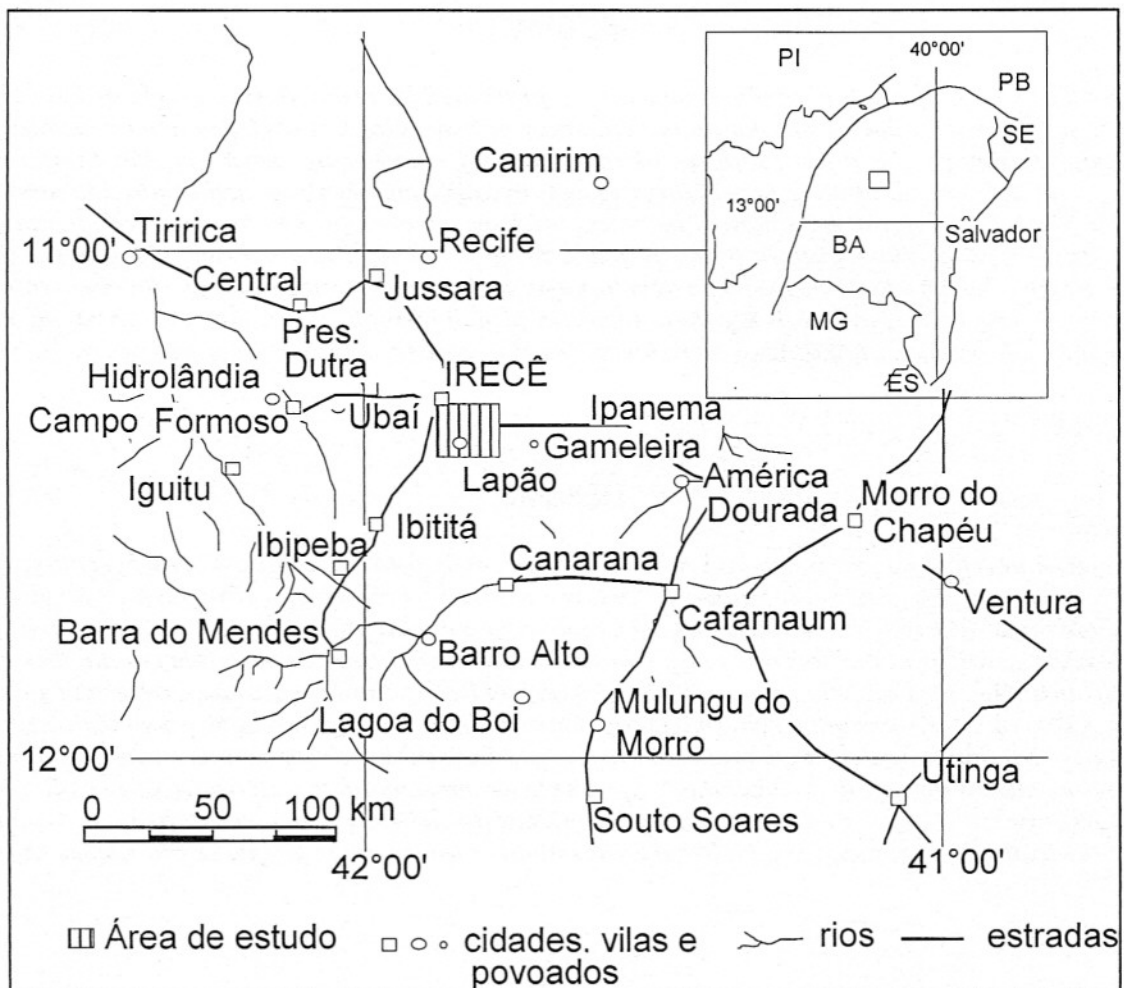 40°00'
PI
PB
SE
13°00'
BA
Salvador
MG
ES
Camirim
Tiririca
Recife
11°00'
Central
Jussara
Pres.
Dutra
IRECÊ
Hidrolândia
Ubaí
Ipanema
Campo Formoso
Gameleira
Lapão
América
Dourada
Iguitu
Morro do
Chapéu
Ibititá
Ibipeba
Canarana
Ventura
Cafarnaum
Barra do Mendes
Barro Alto
Lagoa do Boi
Mulungu do
Morro
12°00'
Utinga
0 50 100 km
Souto Soares
42°00'
41°00'
Área de estudo
cidades. vilas e
povoados
rios
estradas